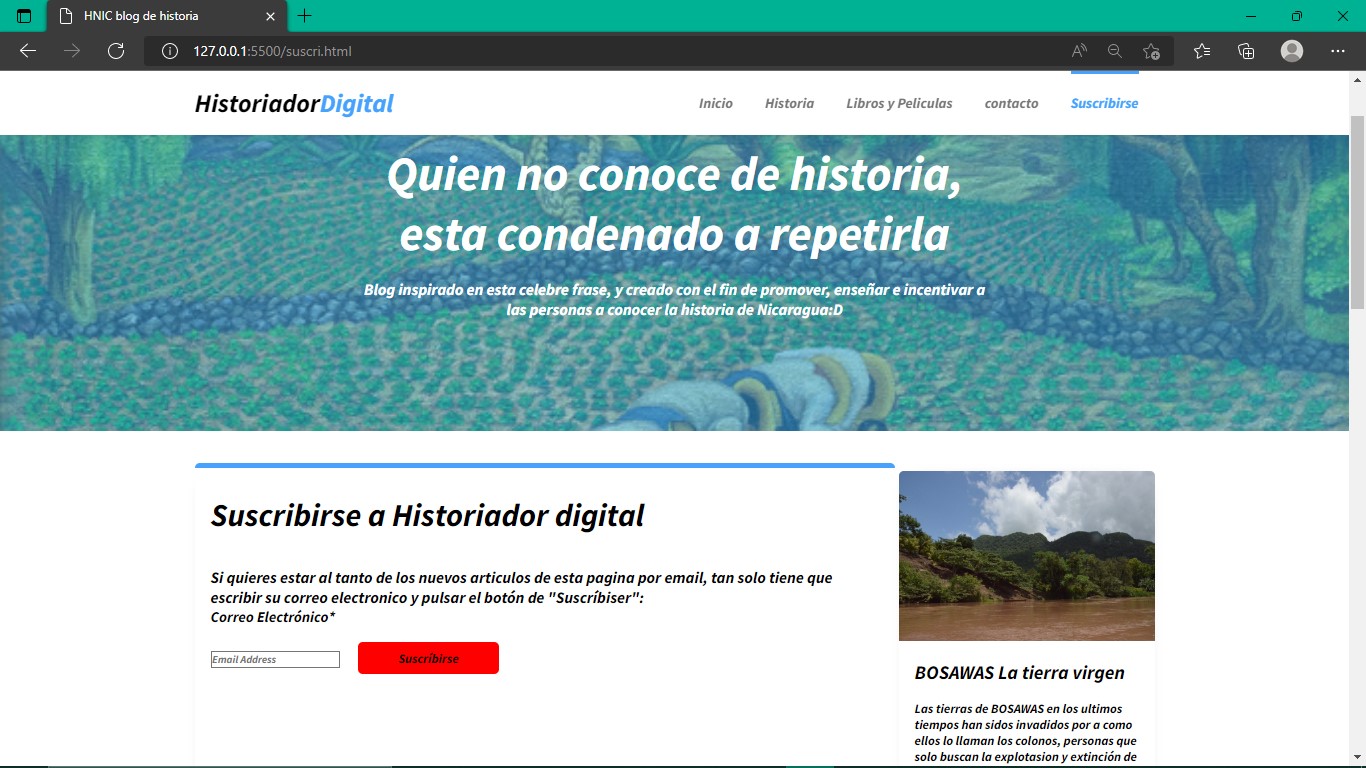 HNIC blog de historia
127.0.0.1:5500/suscri.html
HistoriadorDigital
Inicio
Historia
Libros y Peliculas
contacto
Suscribirse
Quien no conoce de historia,
esta condenado a repetirla
Blog inspirado en esta celebre frase, y creado con el fin de promover, enseñar e incentivar a
las personas a conocer la historia de Nicaragua:D
Suscribirse a Historiador digital
Si quieres estar al tanto de los nuevos articulos de esta pagina por email, tan solo tiene que
escribir su correo electronico y pulsar el botón de "Suscríbiser":
Correo Electrónico*
Email Address
Suscríbirse
BOSAWAS La tierra virgen
Las tierras de BOSAWAS en los ultimos
tiempos han sidos invadidos por a como
ellos lo llaman los colonos, personas que
solo buscan la explotasion y extinción de